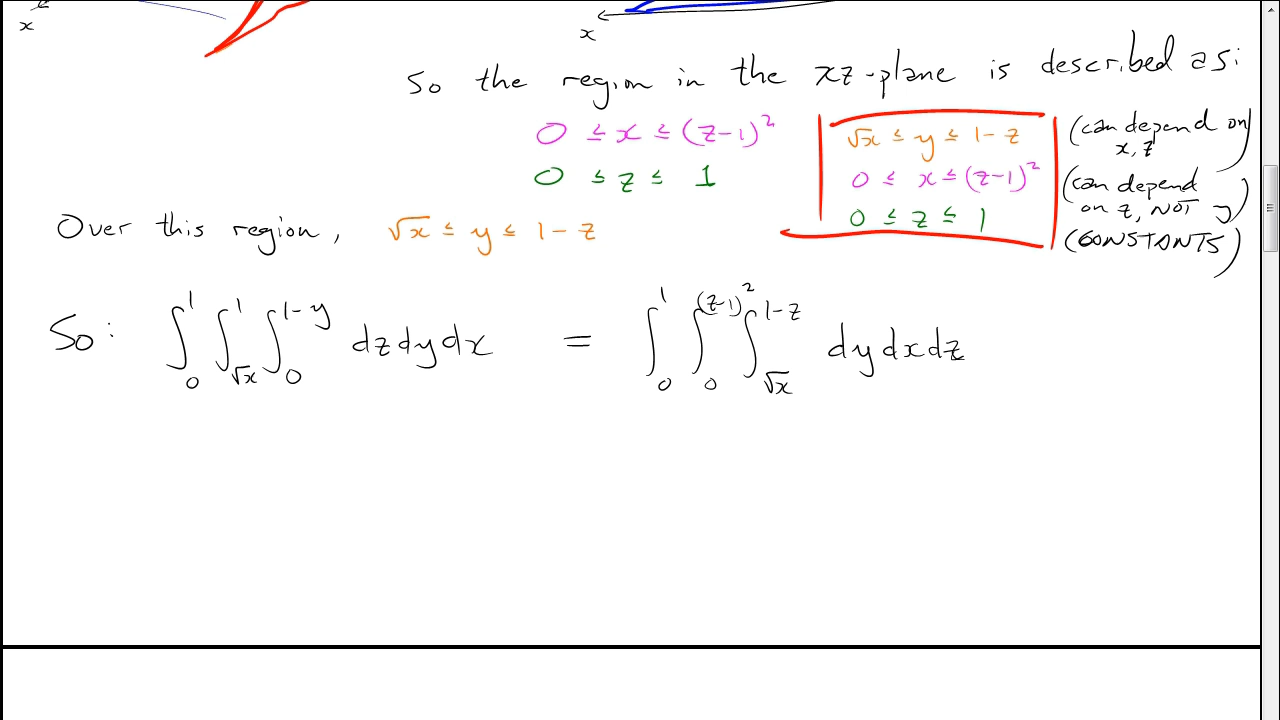 x
x
So the region in the xz-plane is described as:
0 ≤ x ≤ (z-1)²
0 ≤ z ≤ 1
√x ≤ y ≤ 1-z (can depend on x, z)
0 ≤ x ≤ (z-1)² (can depend on z, NOT y)
0 ≤ z ≤ 1 (CONSTANTS)
Over this region, √x ≤ y ≤ 1-z
So: ∫₀¹ ∫_√x^1 ∫₀^(1-y) dz dy dx = ∫₀¹ ∫₀^((z-1)²) ∫_√x^(1-z) dy dx dz